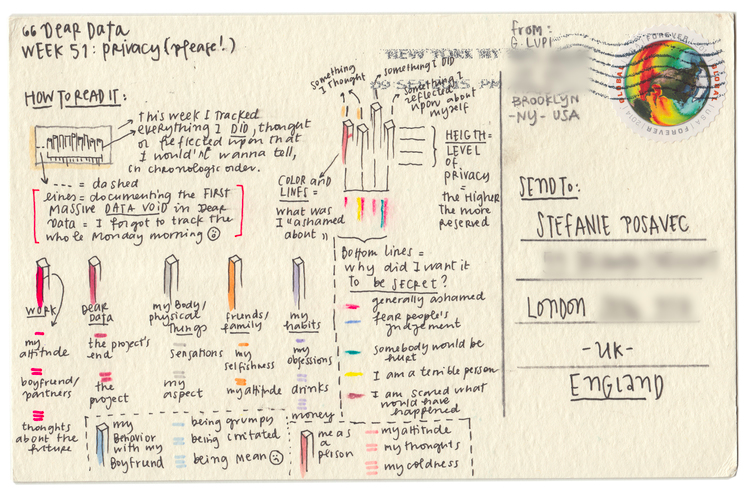 Dear Data
WEEK 51: privacy (please!)
HOW TO READ IT:
this week I tracked
everything I DID, thought
or reflected upon that
I would'nt wanna tell,
in chronologic order.
---- = dashed
lines = documenting the FIRST
MASSIVE DATA VOID in Dear
Data = I forgot to track the
whole Monday morning
something
I thought
something I DID
something I
reflected
upon about
myself
COLOR and
LINES =
what was
I "ashamed
about"
HEIGTH =
LEVEL
OF
PRIVACY
= the HIGHER
THE more
RESERVED
WORK
my
attitude
boyfriend/
partners
thoughts
about the
future
DEAR
DATA
the project's
end
the
project
my Body/
physical
Things
sensations
my
aspect
friends/
family
my
selfishness
my attitude
my
habits
my
obsessions
drinks
money
my
Behavior
with my
Boyfriend
being grumpy
being irritated
being mean
Bottom lines =
why did I want it
To be SECRET?
generally ashamed
fear people's
judgement
somebody would be
hurt
I am a terrible person
I am scared what
would have
happened
me as
a
person
my attitude
my thoughts
my coldness
from:
G. LUPI
BROOKLYN
-NY- USA
NEW YORK NY
PM
FOREVER
GLOBAL
GLOBAL
USA FOREVER 2014
SEND TO:
STEFANIE POSAVEC
LONDON
-UK-
ENGLAND